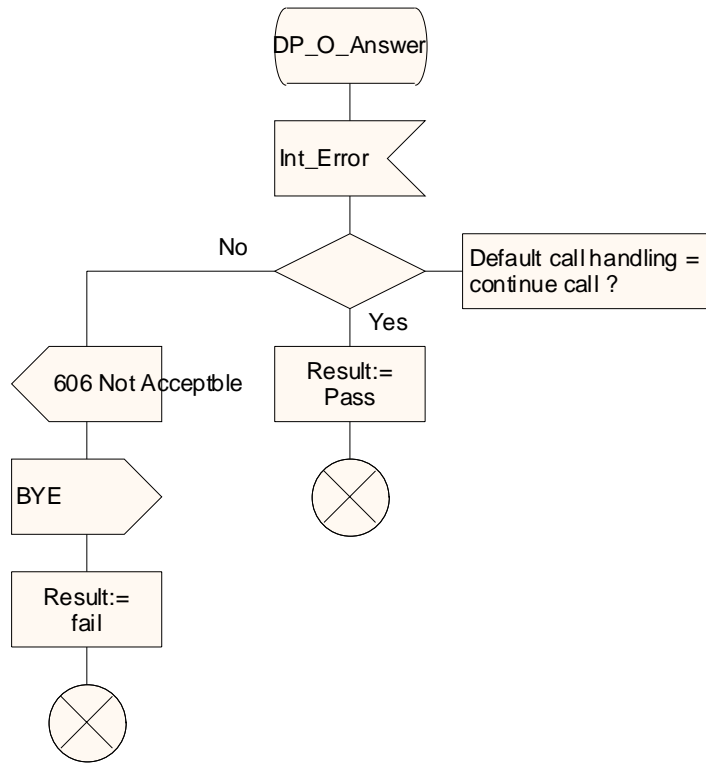 DP_O_Answer
Int_Error
No
Default call handling =
continue call ?
Yes
606 Not Acceptble
Result:=
Pass
BYE
Result:=
fail